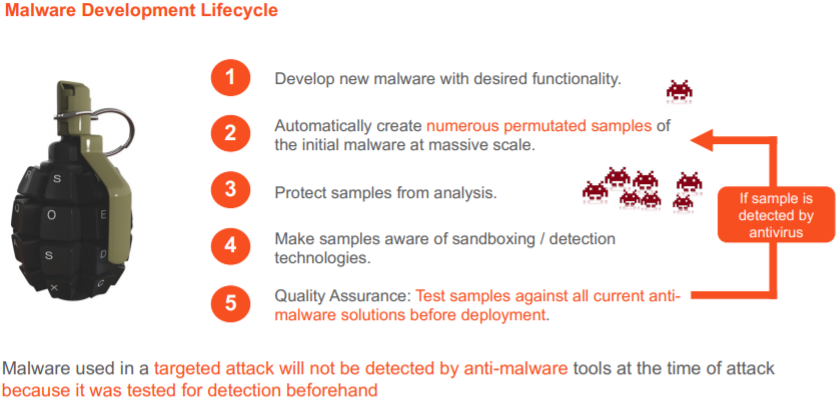 Malware Development Lifecycle
1
Develop new malware with desired functionality.
2
Automatically create numerous permutated samples of
the initial malware at massive scale.
3
Protect samples from analysis.
4
Make samples aware of sandboxing / detection
technologies.
5
Quality Assurance: Test samples against all current anti-
malware solutions before deployment.
If sample is
detected by
antivirus
S
O
E
S
D
X
C
Malware used in a targeted attack will not be detected by anti-malware tools at the time of attack
because it was tested for detection beforehand